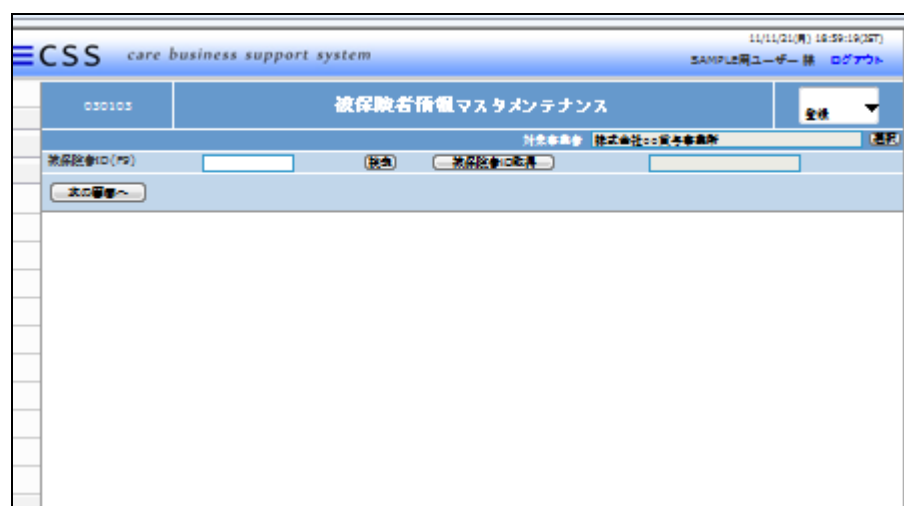 11/11/21(月) 18:59:19(JST)
CSS care business support system
SAMPLE用ユーザー 様 ログアウト
030103 被保険者情報マスタメンテナンス 登録
対象事業者 株式会社○○貸与事業所 選択
被保険者ID(F9) 検索 被保険者ID取得
次の画面へ